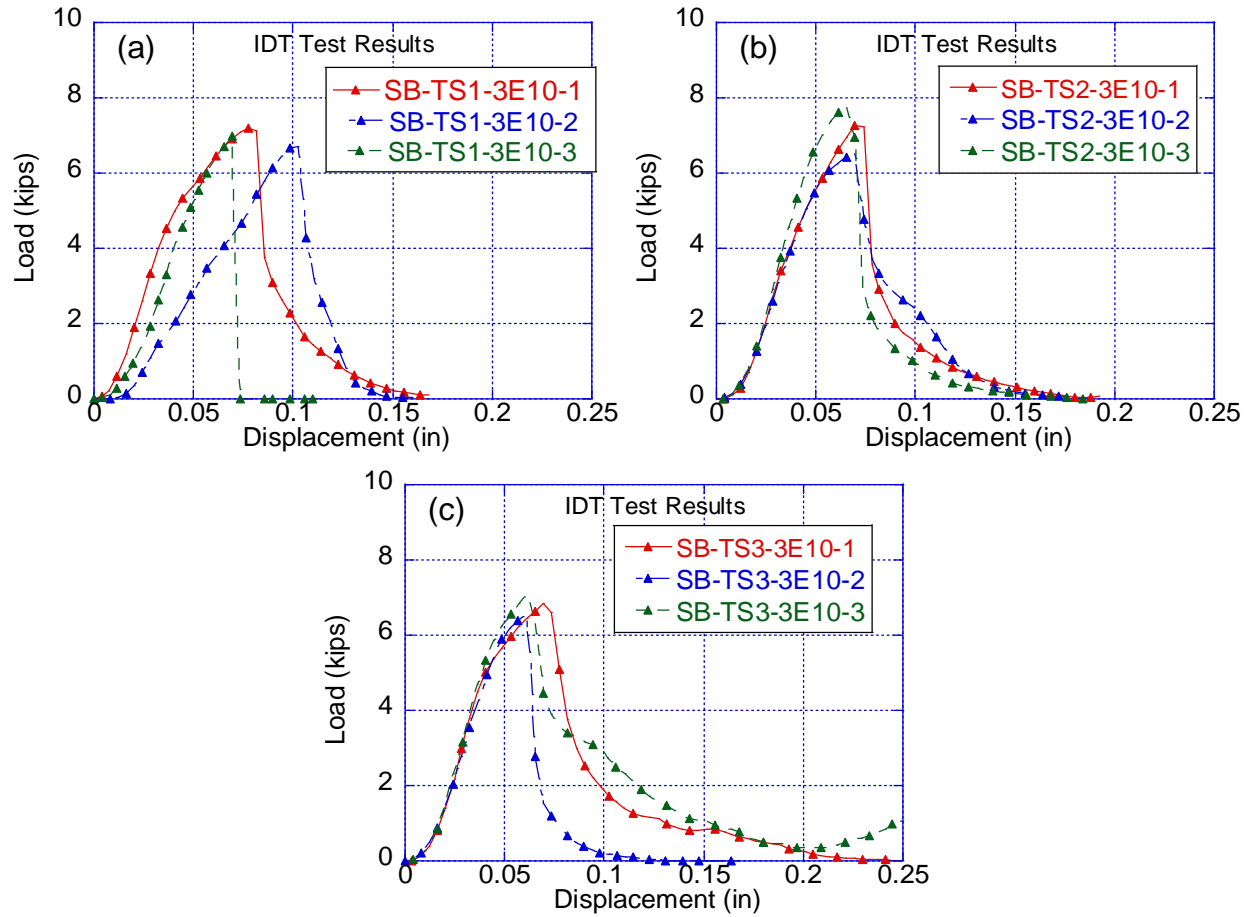 (a)
IDT Test Results
SB-TS1-3E10-1
SB-TS1-3E10-2
SB-TS1-3E10-3
Load (kips)
10
8
6
4
2
0
0 0.05 0.1 0.15 0.2 0.25
Displacement (in)
(b)
IDT Test Results
SB-TS2-3E10-1
SB-TS2-3E10-2
SB-TS2-3E10-3
Load (kips)
10
8
6
4
2
0
0 0.05 0.1 0.15 0.2 0.25
Displacement (in)
(c)
IDT Test Results
SB-TS3-3E10-1
SB-TS3-3E10-2
SB-TS3-3E10-3
Load (kips)
10
8
6
4
2
0
0 0.05 0.1 0.15 0.2 0.25
Displacement (in)